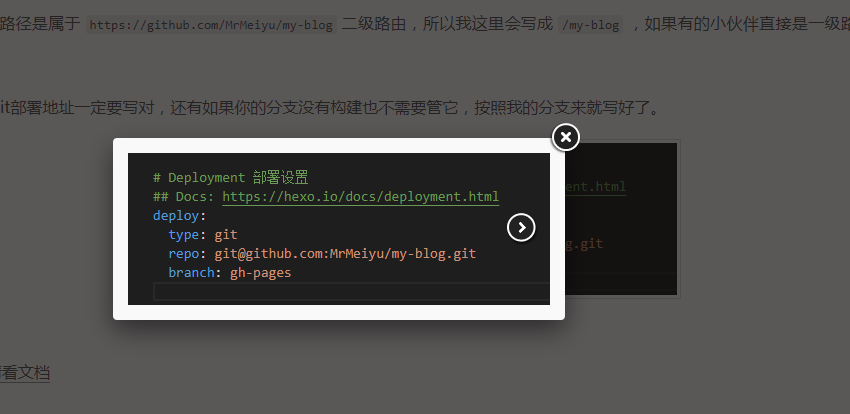 路径是属于 https://github.com/MrMeiyu/my-blog 二级路由，所以我这里会写成 /my-blog ，如果有的小伙伴直接是一级路
it部署地址一定要写对，还有如果你的分支没有构建也不需要管它，按照我的分支来就写好了。
# Deployment 部署设置
## Docs: https://hexo.io/docs/deployment.html
deploy:
type: git
repo: git@github.com:MrMeiyu/my-blog.git
branch: gh-pages
ent.html
g.git
看文档